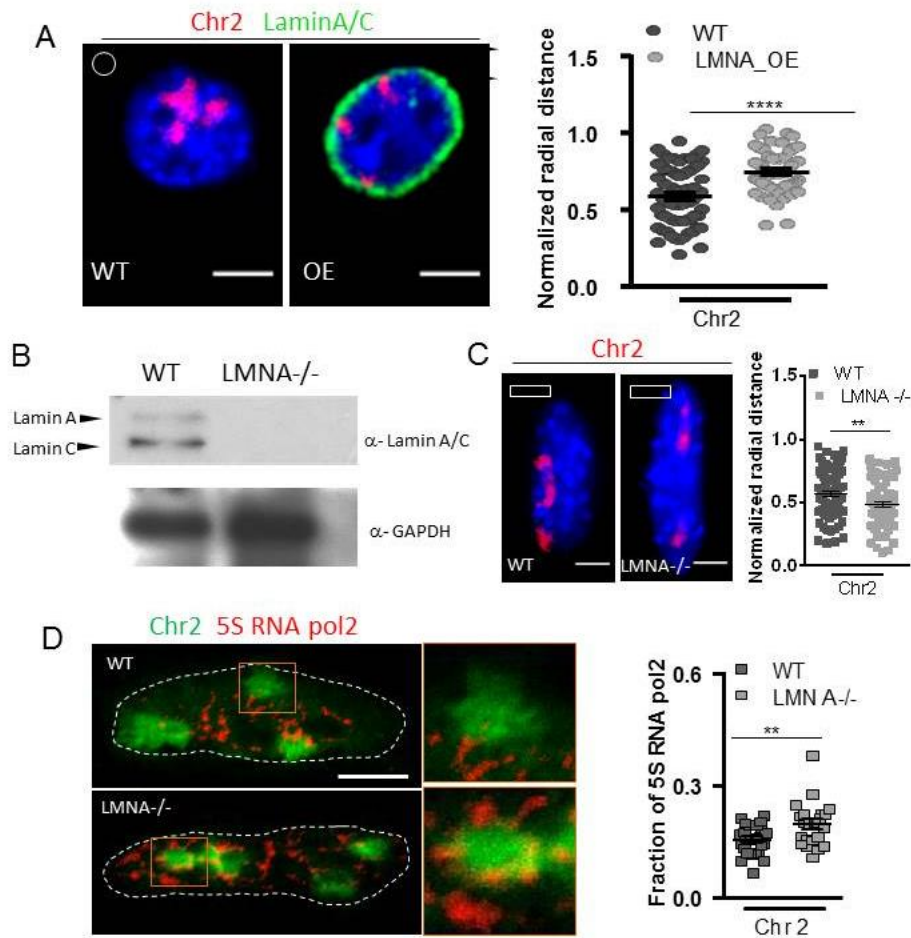 A
Chr2 LaminA/C
WT
OE
WT
LMNA_OE
****
Normalized radial distance
1.5
1.0
0.5
0.0
Chr2
B
WT LMNA-/-
Lamin A
Lamin C
α- Lamin A/C
α- GAPDH
C
Chr2
WT
LMNA-/-
WT
LMNA -/-
**
Normalized radial distance
1.5
1.0
0.5
0.0
Chr2
D
Chr2 5S RNA pol2
WT
LMNA-/-
WT
LMN A-/-
**
Fraction of 5S RNA pol2
0.6
0.3
0.0
Chr 2